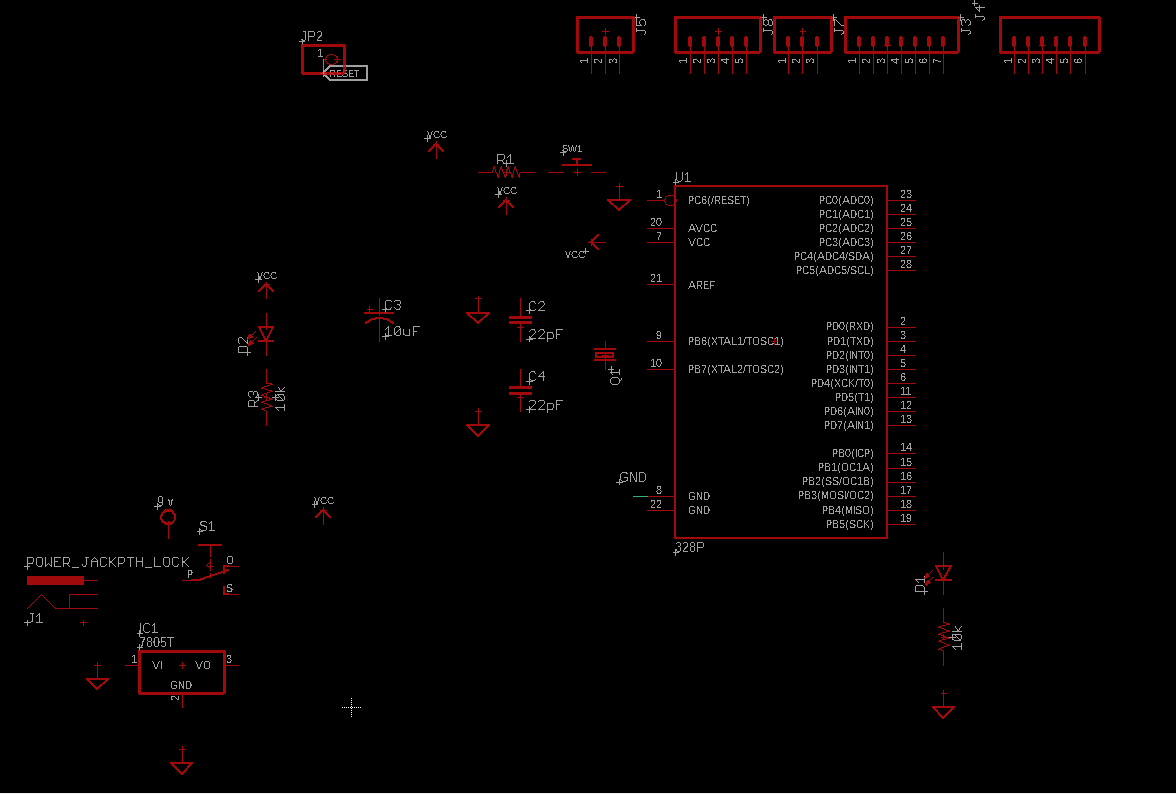 JP2
1
RESET
J5
1 2 3
J8
1 2 3 4 5
J7
1 2 3
J3
1 2 3 4 5 6 7
J4
1 2 3 4 5 6
VCC
R1
SW1
VCC
VCC
VCC
U1
1 PC6(/RESET)
20 AVCC
7 VCC
21 AREF
9 PB6(XTAL1/TOSC1)
10 PB7(XTAL2/TOSC2)
GND
8 GND
22 GND
PC0(ADC0) 23
PC1(ADC1) 24
PC2(ADC2) 25
PC3(ADC3) 26
PC4(ADC4/SDA) 27
PC5(ADC5/SCL) 28
PD0(RXD) 2
PD1(TXD) 3
PD2(INT0) 4
PD3(INT1) 5
PD4(XCK/T0) 6
PD5(T1) 11
PD6(AIN0) 12
PD7(AIN1) 13
PB0(ICP) 14
PB1(OC1A) 15
PB2(SS/OC1B) 16
PB3(MOSI/OC2) 17
PB4(MISO) 18
PB5(SCK) 19
328P
D2
R3
10k
C3
10uF
C2
22pF
C4
22pF
Q1
9 v
VCC
S1
P
O
S
POWER_JACKPTH_LOCK
J1
IC1
7805T
1 VI VO 3
GND
2
D1
10k